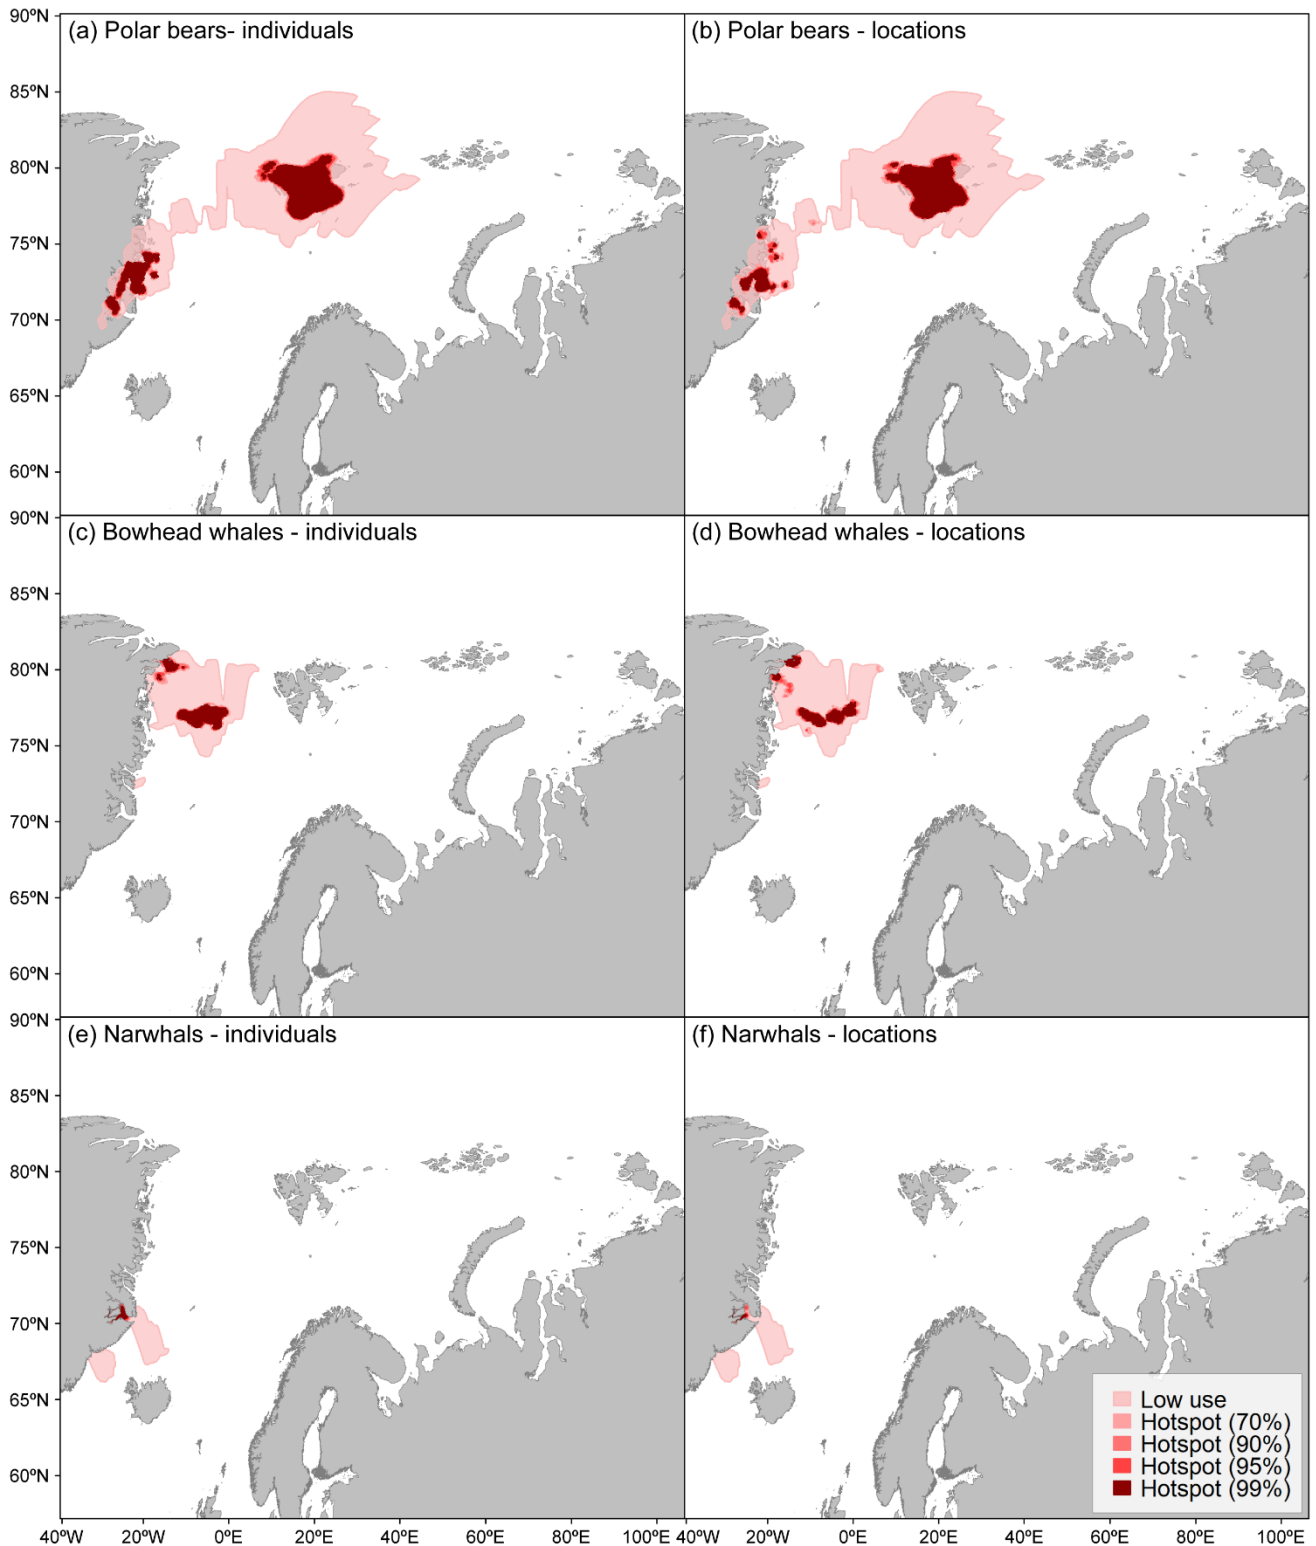 90ºN
(a) Polar bears- individuals
(b) Polar bears - locations
85ºN
80ºN
75ºN
70ºN
65ºN
60ºN
90ºN
(c) Bowhead whales - individuals
(d) Bowhead whales - locations
85ºN
80ºN
75ºN
70ºN
65ºN
60ºN
90ºN
(e) Narwhals - individuals
(f) Narwhals - locations
85ºN
80ºN
75ºN
70ºN
65ºN
60ºN
Low use
Hotspot (70%)
Hotspot (90%)
Hotspot (95%)
Hotspot (99%)
40ºW 20ºW 0ºE 20ºE 40ºE 60ºE 80ºE 100ºE 40ºW 20ºW 0ºE 20ºE 40ºE 60ºE 80ºE 100ºE